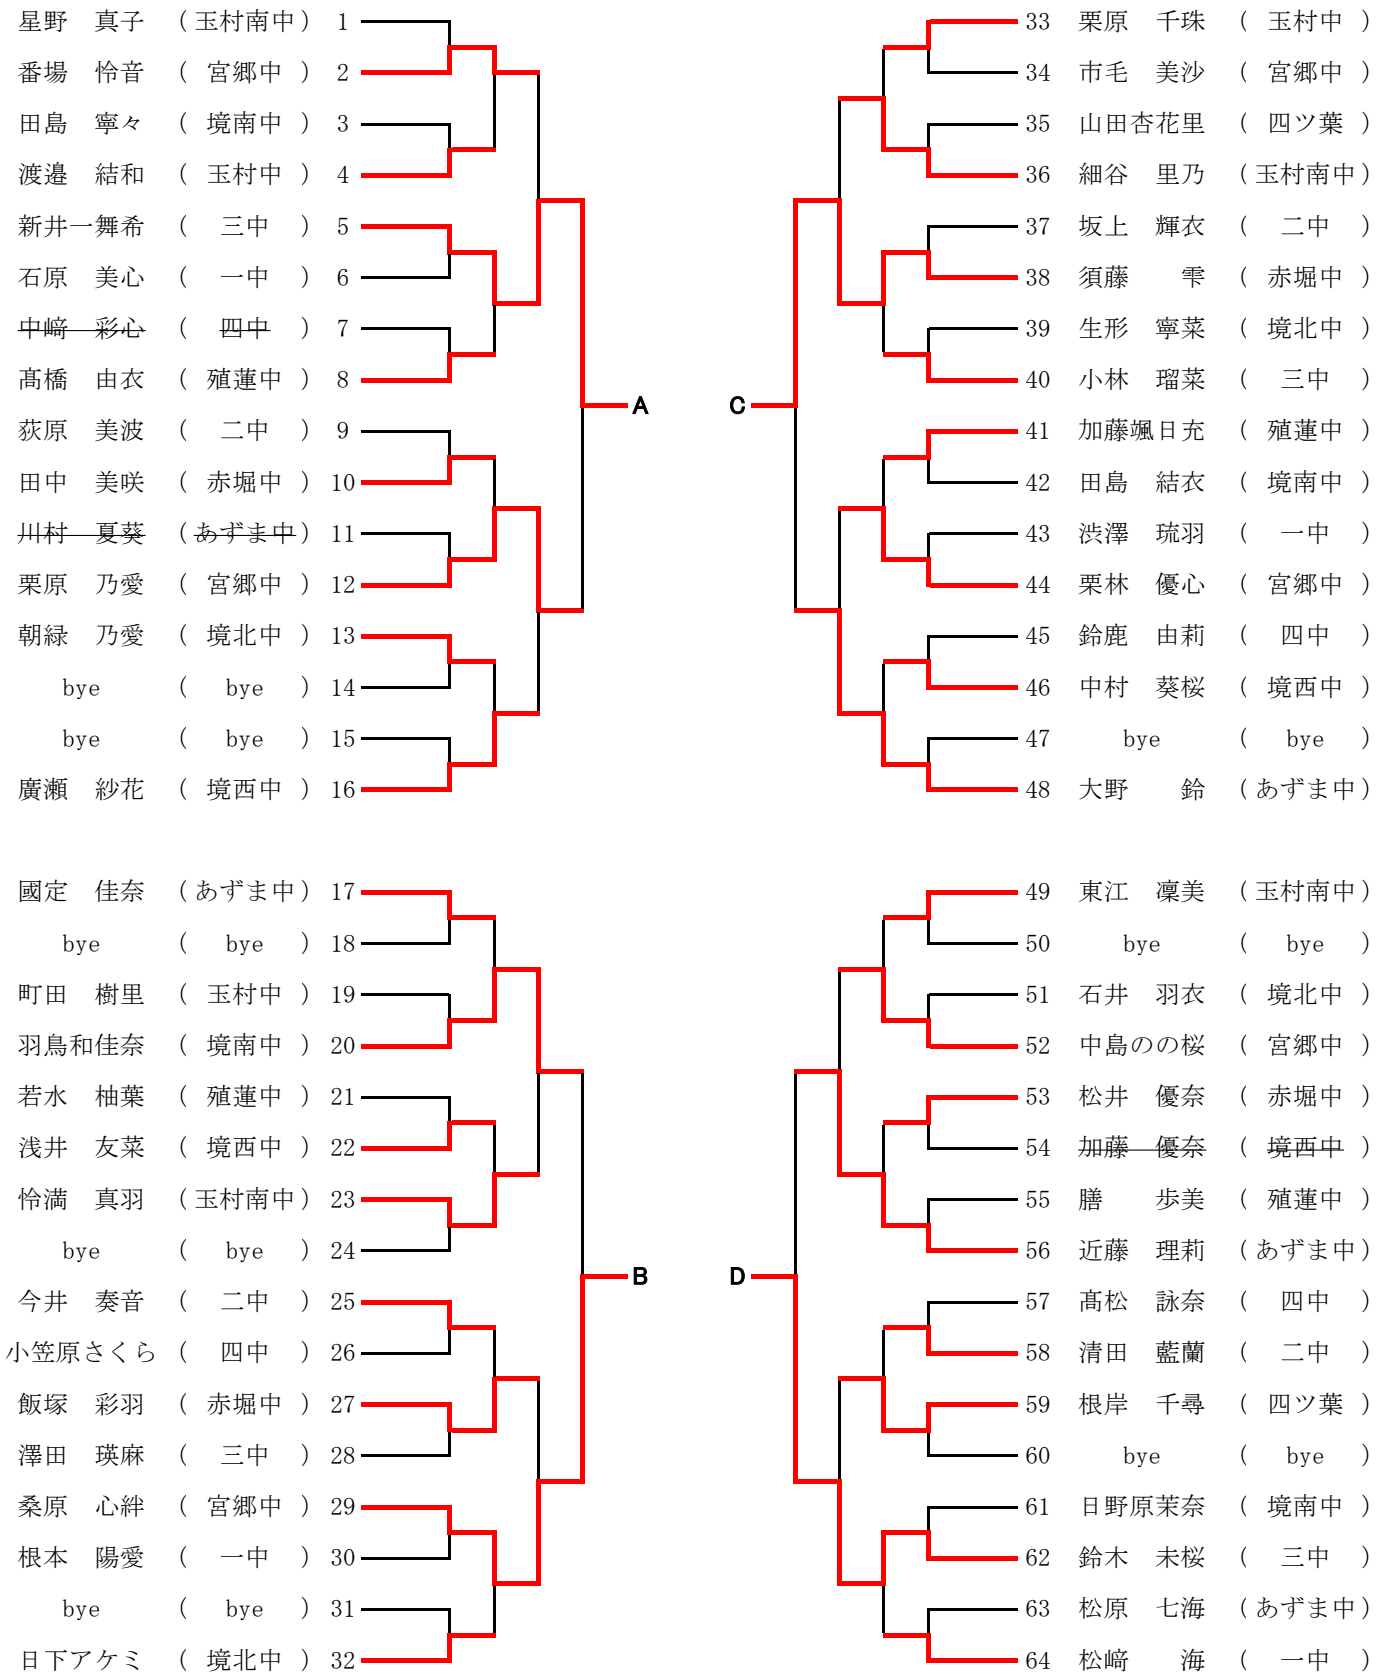 星野 真子 (玉村南中) 1
番場 怜音 ( 宮郷中 ) 2
田島 寧々 ( 境南中 ) 3
渡邉 結和 ( 玉村中 ) 4
新井一舞希 ( 三中 ) 5
石原 美心 ( 一中 ) 6
中﨑 彩心 ( 四中 ) 7
髙橋 由衣 ( 殖蓮中 ) 8
A
荻原 美波 ( 二中 ) 9
田中 美咲 ( 赤堀中 ) 10
川村 夏葵 (あずま中) 11
栗原 乃愛 ( 宮郷中 ) 12
朝緑 乃愛 ( 境北中 ) 13
bye ( bye ) 14
bye ( bye ) 15
廣瀬 紗花 ( 境西中 ) 16
國定 佳奈 (あずま中) 17
bye ( bye ) 18
町田 樹里 ( 玉村中 ) 19
羽鳥和佳奈 ( 境南中 ) 20
若水 柚葉 ( 殖蓮中 ) 21
浅井 友菜 ( 境西中 ) 22
怜満 真羽 (玉村南中) 23
bye ( bye ) 24
B
今井 奏音 ( 二中 ) 25
小笠原さくら ( 四中 ) 26
飯塚 彩羽 ( 赤堀中 ) 27
澤田 瑛麻 ( 三中 ) 28
桑原 心絆 ( 宮郷中 ) 29
根本 陽愛 ( 一中 ) 30
bye ( bye ) 31
日下アケミ ( 境北中 ) 32
33 栗原 千珠 ( 玉村中 )
34 市毛 美沙 ( 宮郷中 )
35 山田杏花里 ( 四ツ葉 )
36 細谷 里乃 (玉村南中)
37 坂上 輝衣 ( 二中 )
38 須藤 雫 ( 赤堀中 )
39 生形 寧菜 ( 境北中 )
40 小林 瑠菜 ( 三中 )
C
41 加藤颯日充 ( 殖蓮中 )
42 田島 結衣 ( 境南中 )
43 渋澤 琉羽 ( 一中 )
44 栗林 優心 ( 宮郷中 )
45 鈴鹿 由莉 ( 四中 )
46 中村 葵桜 ( 境西中 )
47 bye ( bye )
48 大野 鈴 (あずま中)
49 東江 凜美 (玉村南中)
50 bye ( bye )
51 石井 羽衣 ( 境北中 )
52 中島のの桜 ( 宮郷中 )
53 松井 優奈 ( 赤堀中 )
54 加藤 優奈 ( 境西中 )
55 膳 歩美 ( 殖蓮中 )
56 近藤 理莉 (あずま中)
D
57 髙松 詠奈 ( 四中 )
58 清田 藍蘭 ( 二中 )
59 根岸 千尋 ( 四ツ葉 )
60 bye ( bye )
61 日野原茉奈 ( 境南中 )
62 鈴木 未桜 ( 三中 )
63 松原 七海 (あずま中)
64 松﨑 海 ( 一中 )